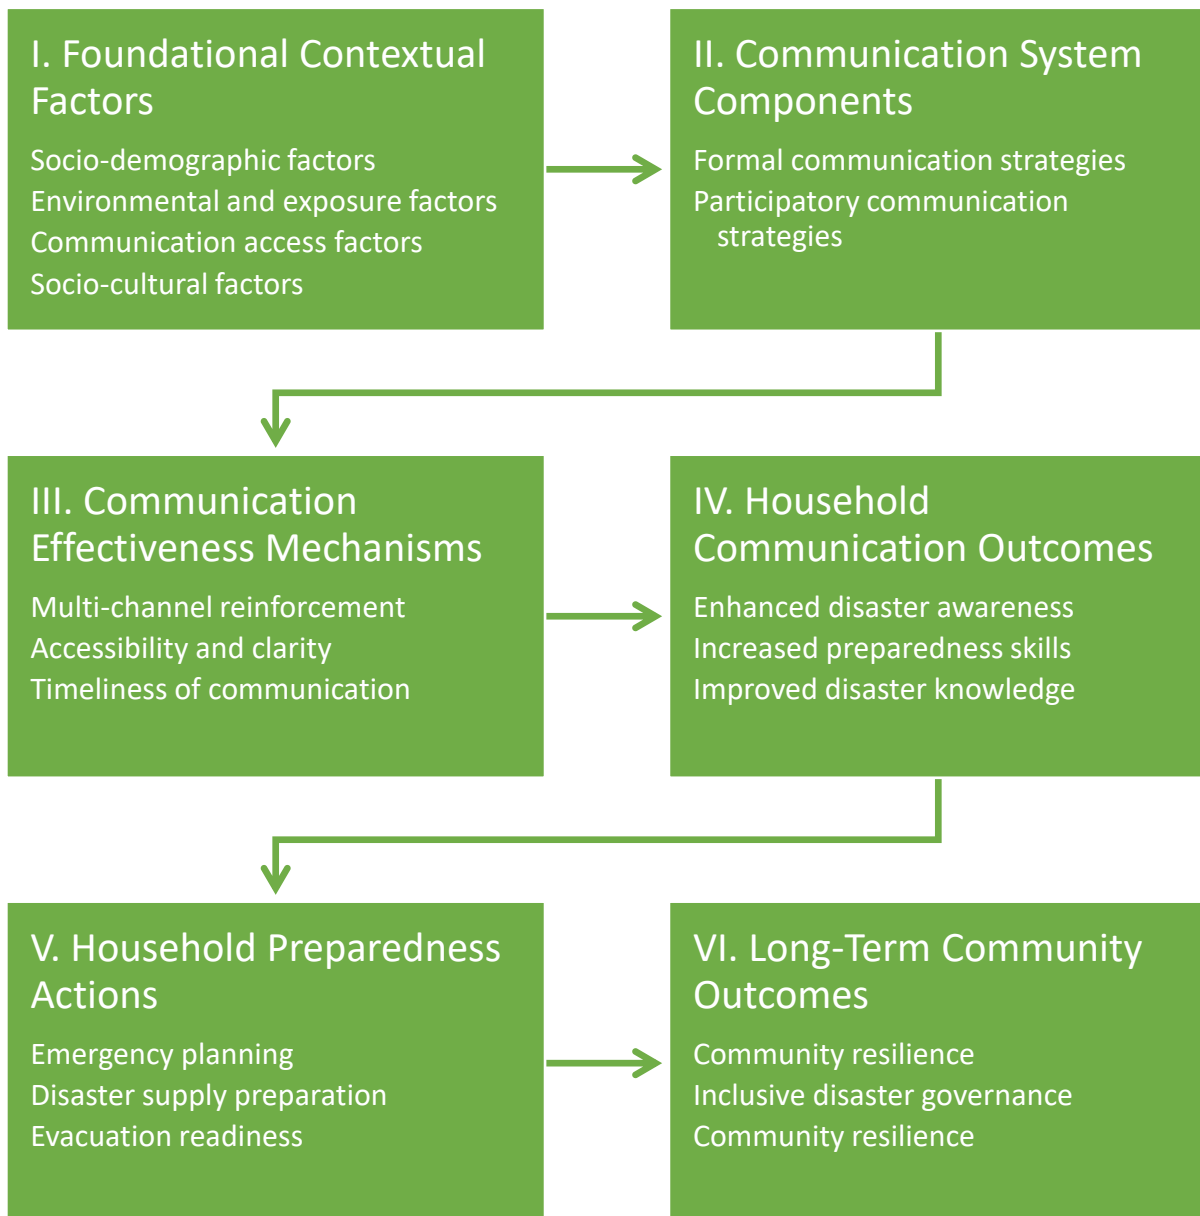 I. Foundational Contextual
Factors
Socio-demographic factors
Environmental and exposure factors
Communication access factors
Socio-cultural factors
II. Communication System
Components
Formal communication strategies
Participatory communication
strategies
III. Communication
Effectiveness Mechanisms
Multi-channel reinforcement
Accessibility and clarity
Timeliness of communication
IV. Household
Communication Outcomes
Enhanced disaster awareness
Increased preparedness skills
Improved disaster knowledge
V. Household Preparedness
Actions
Emergency planning
Disaster supply preparation
Evacuation readiness
VI. Long-Term Community
Outcomes
Community resilience
Inclusive disaster governance
Community resilience